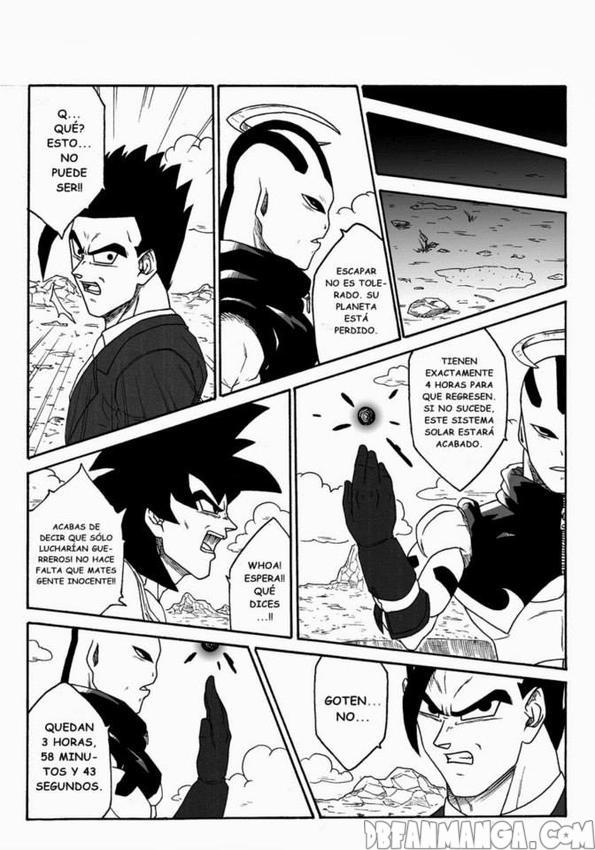 Q...
QUÉ?
ESTO...
NO
PUEDE
SER!!
ESCAPAR
NO ES TOLE-
RADO. SU
PLANETA
ESTÁ
PERDIDO.
TIENEN
EXACTAMENTE
4 HORAS PARA
QUE REGRESEN.
SI NO SUCEDE,
ESTE SISTEMA
SOLAR ESTARÁ
ACABADO.
ACABAS DE
DECIR QUE SÓLO
LUCHARÍAN GUE-
RREROS! NO HACE
FALTA QUE MATES
GENTE INOCENTE!!
WHOA!
ESPERA!!
QUÉ
DICES
...!!
QUEDAN
3 HORAS,
58 MINU-
TOS Y 43
SEGUNDOS.
GOTEN...
NO...
DBFANMANGA.COM